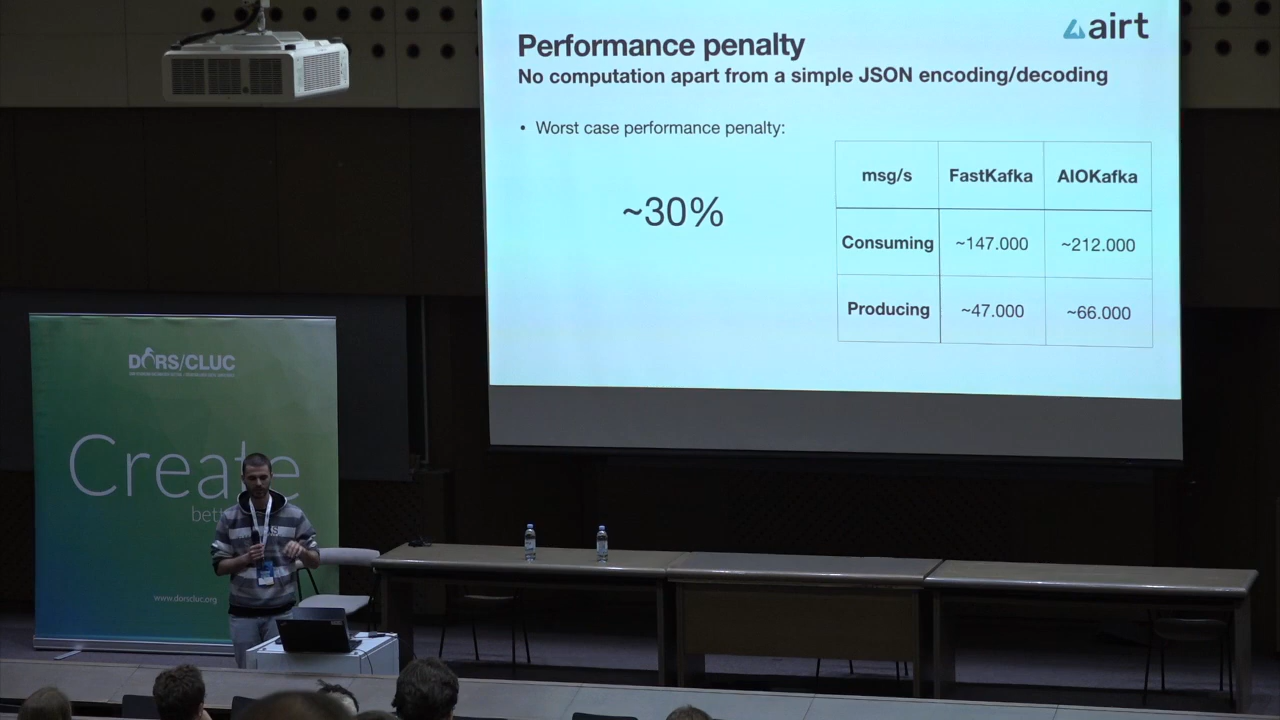 airt
Performance penalty
No computation apart from a simple JSON encoding/decoding
• Worst case performance penalty:
~30%
msg/s FastKafka AIOKafka
Consuming ~147.000 ~212.000
Producing ~47.000 ~66.000
DORS/CLUC
Create
www.dorscluc.org